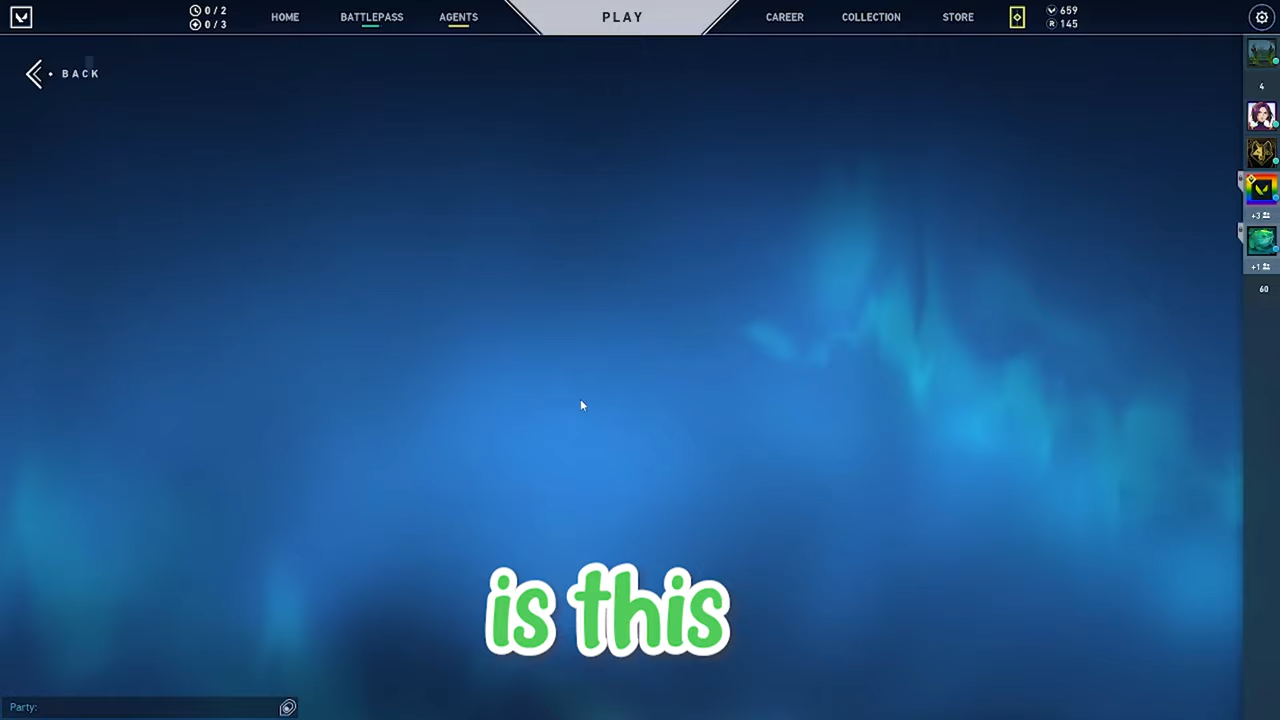 0 / 2
0 / 3
HOME
BATTLEPASS
AGENTS
PLAY
CAREER
COLLECTION
STORE
659
145
• BACK
4
+3
+1
60
is this
Party: